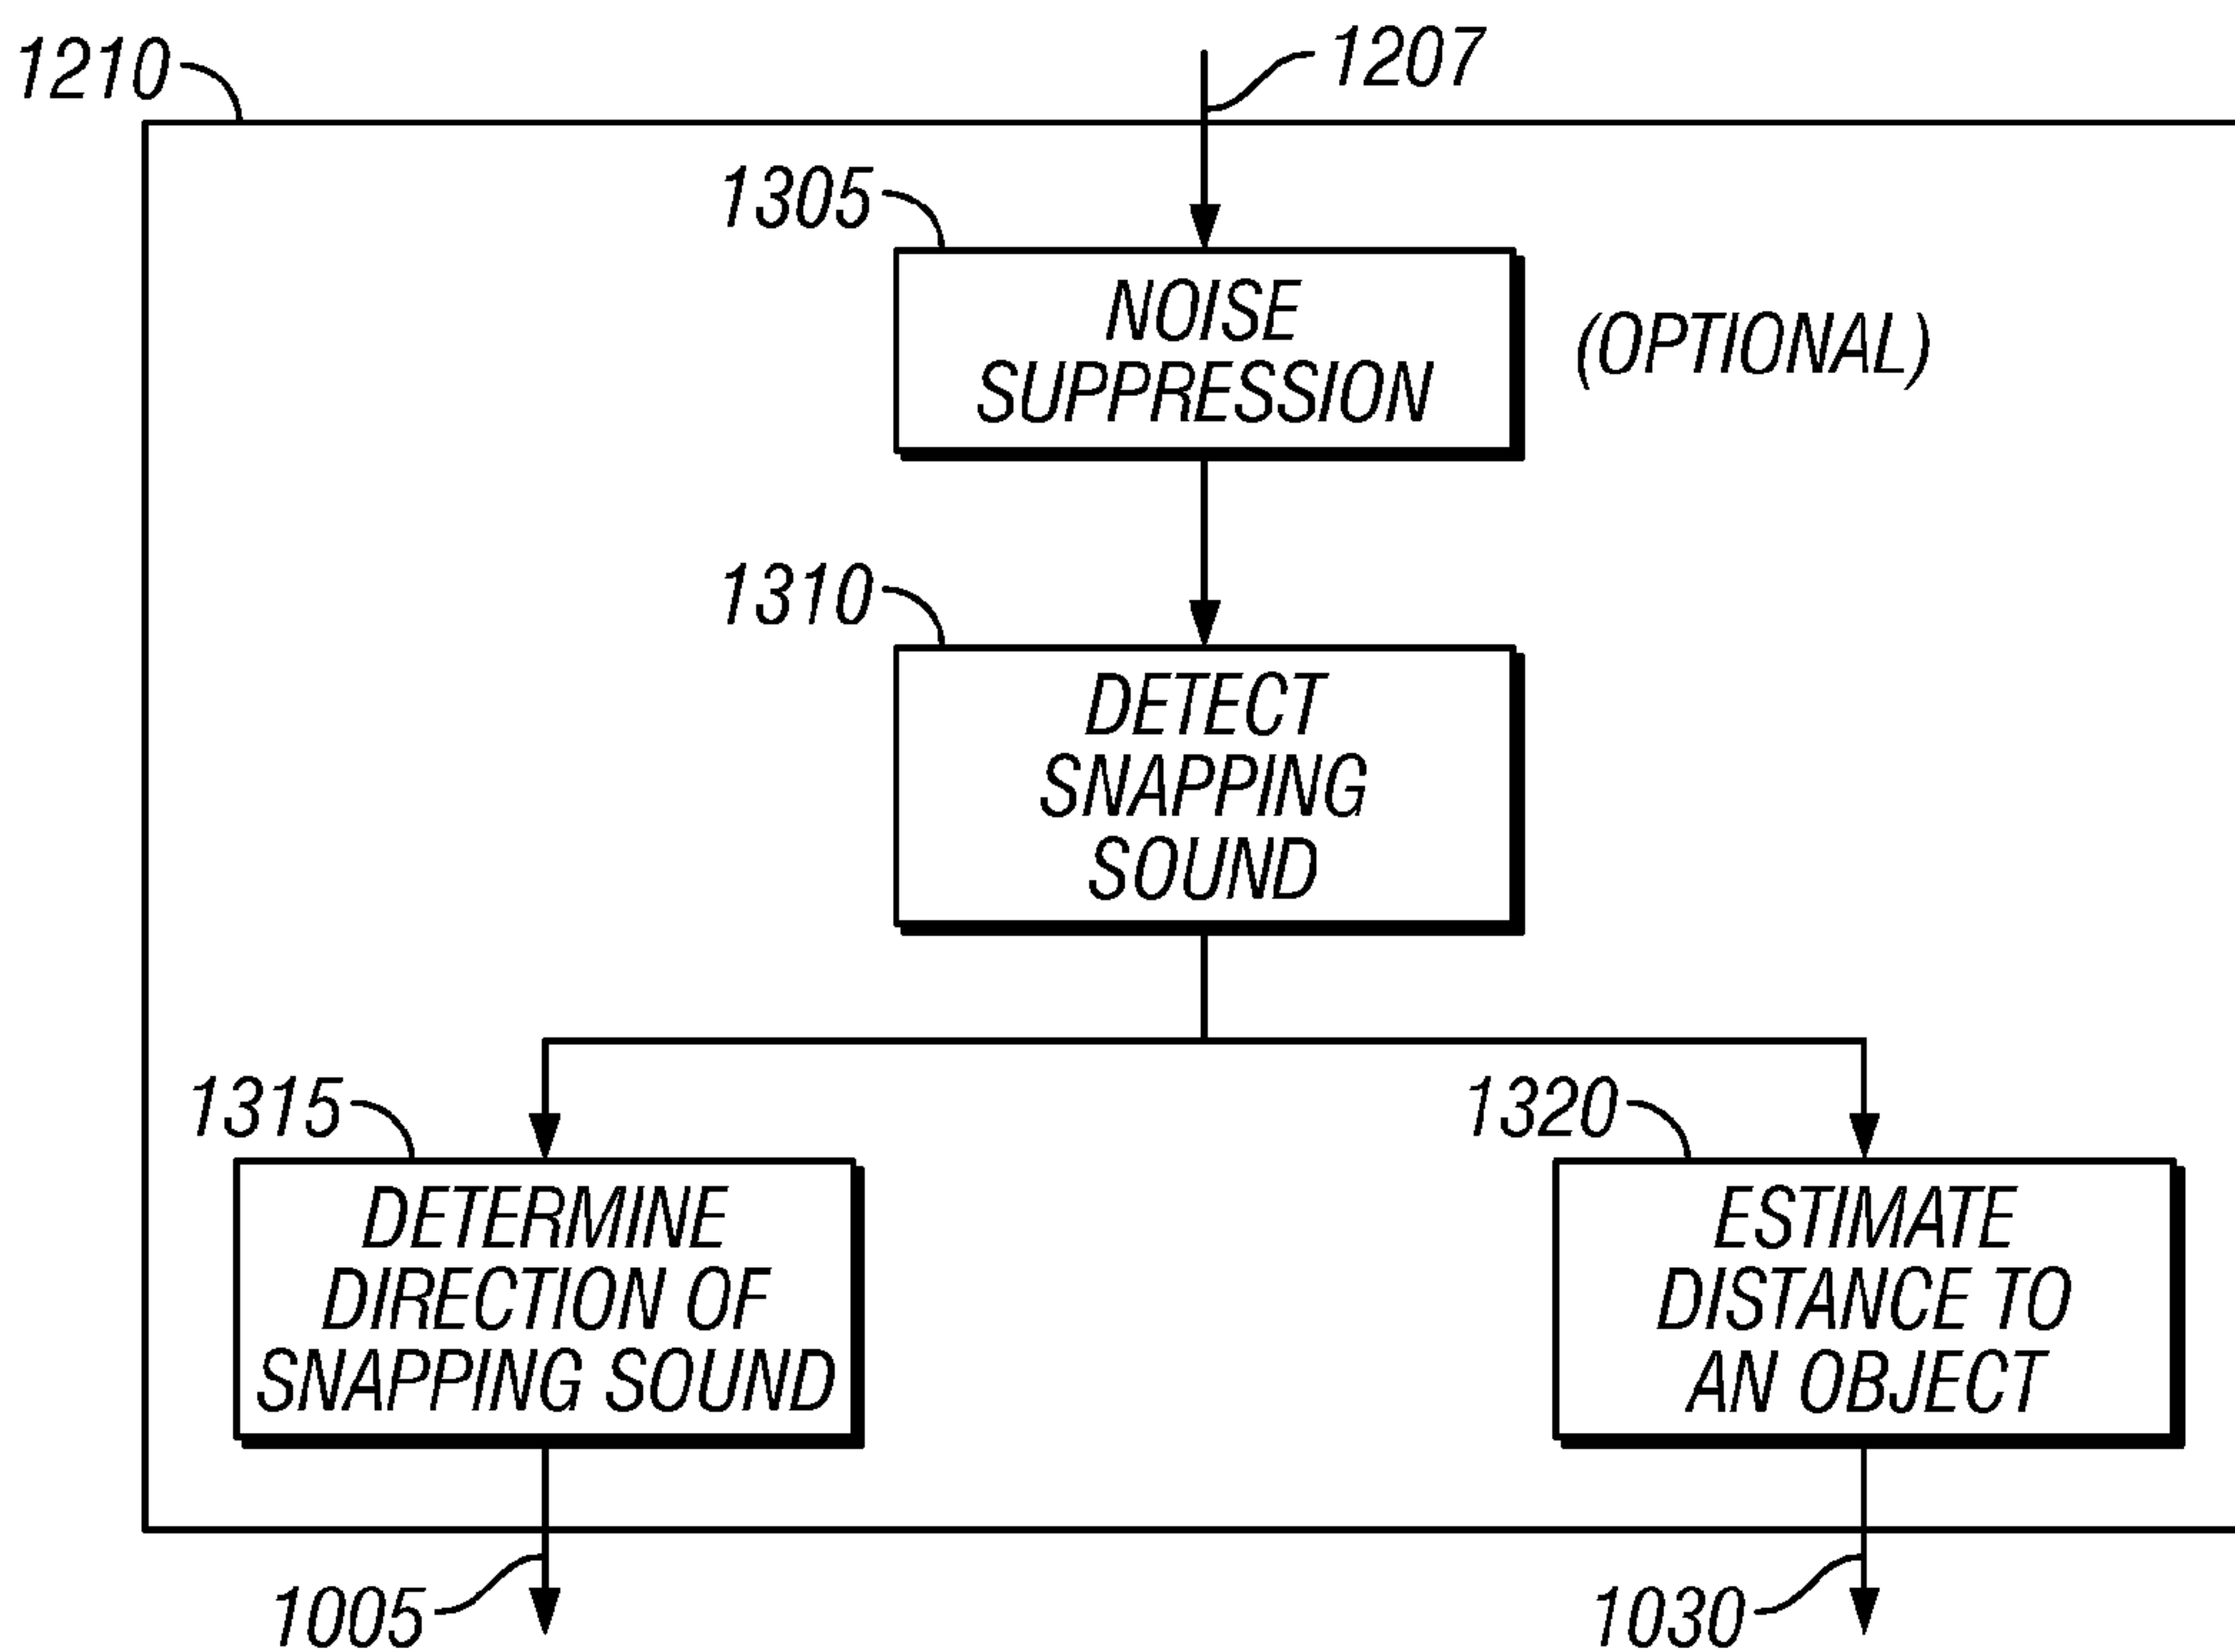 1210
1207
1305
NOISE
SUPPRESSION
(OPTIONAL)
1310
DETECT
SNAPPING
SOUND
1315
DETERMINE
DIRECTION OF
SNAPPING SOUND
1320
ESTIMATE
DISTANCE TO
AN OBJECT
1005
1030